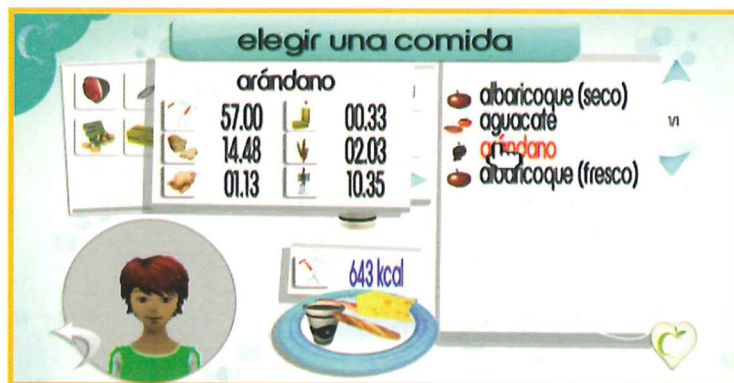 elegir una comida
arándano
57.00 00.33
14.48 02.03
01.13 10.35
albaricoque (seco)
aguacate
arándano
albaricoque (fresco)
1/1
643 kcal